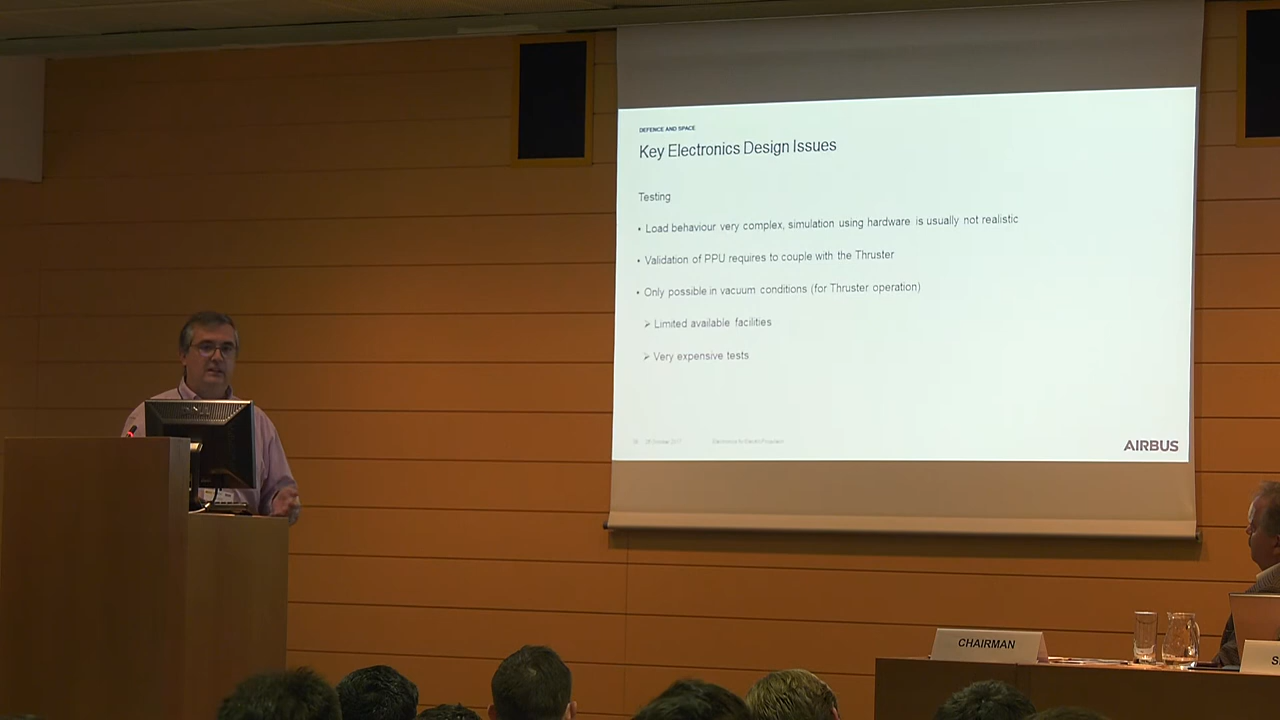 DEFENCE AND SPACE
Key Electronics Design Issues
Testing
• Load behaviour very complex, simulation using hardware is usually not realistic
• Validation of PPU requires to couple with the Thruster
• Only possible in vacuum conditions (for Thruster operation)
➢ Limited available facilities
➢ Very expensive tests
AIRBUS
CHAIRMAN